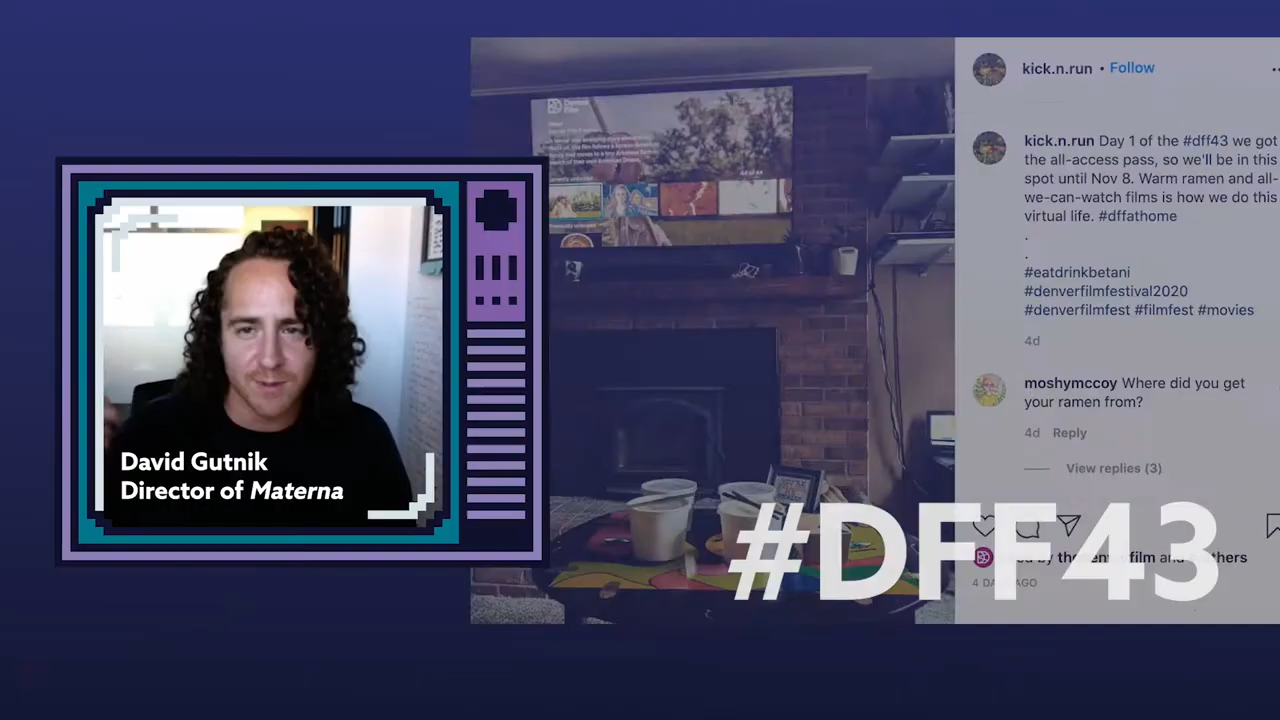 David Gutnik
Director of Materna
Denver
Film
kick.n.run • Follow
kick.n.run Day 1 of the #dff43 we got
the all-access pass, so we'll be in this
spot until Nov 8. Warm ramen and all-
we-can-watch films is how we do this
virtual life. #dffathome
.
.
#eatdrinkbetani
#denverfilmfestival2020
#denverfilmfest #filmfest #movies
4d
moshymccoy Where did you get
your ramen from?
4d Reply
View replies (3)
#DFF43